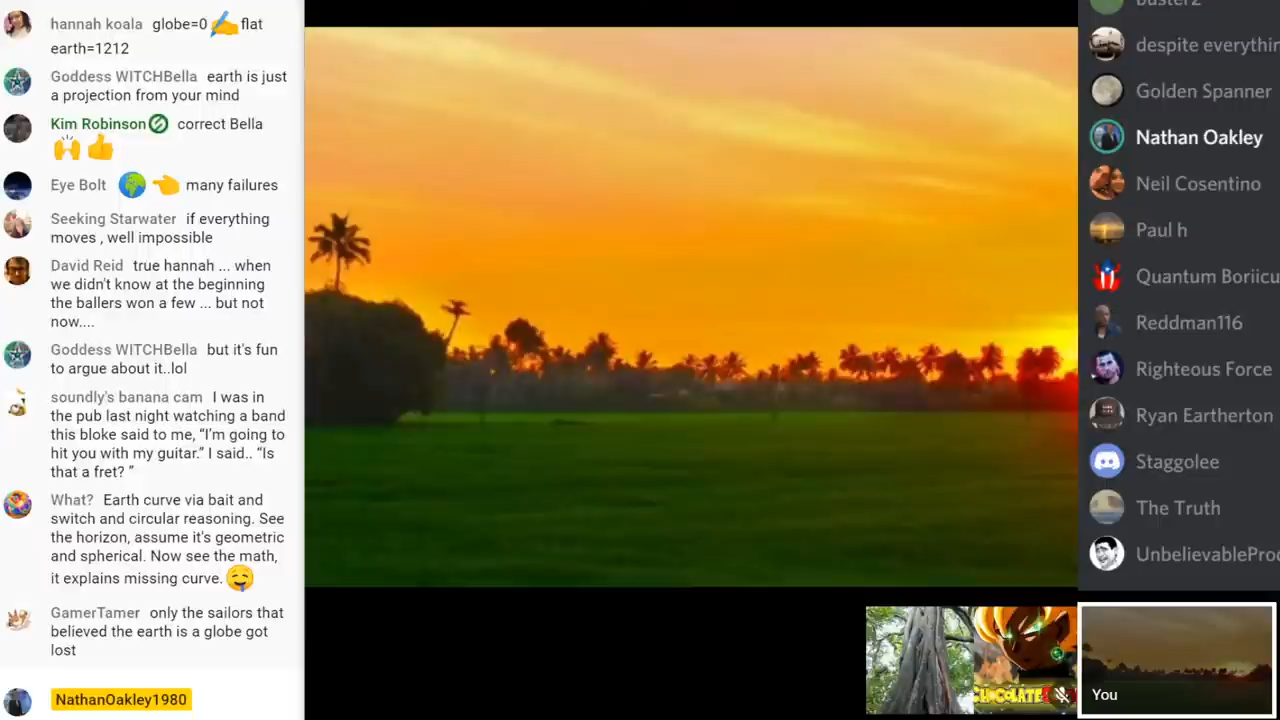 hannah koala globe=0✍️flat
earth=1212
Goddess WITCHBella earth is just
a projection from your mind
Kim Robinson correct Bella
🙌👍
Eye Bolt 🌍👈 many failures
Seeking Starwater if everything
moves , well impossible
David Reid true hannah ... when
we didn't know at the beginning
the ballers won a few ... but not
now....
Goddess WITCHBella but it's fun
to argue about it..lol
soundly's banana cam I was in
the pub last night watching a band
this bloke said to me, “I’m going to
hit you with my guitar.” I said.. “Is
that a fret? ”
What? Earth curve via bait and
switch and circular reasoning. See
the horizon, assume it's geometric
and spherical. Now see the math,
it explains missing curve.🤤
GamerTamer only the sailors that
believed the earth is a globe got
lost
NathanOakley1980
despite everythin
Golden Spanner
Nathan Oakley
Neil Cosentino
Paul h
Quantum Boriicu
Reddman116
Righteous Force
Ryan Eartherton
Staggolee
The Truth
UnbelievablePro
You